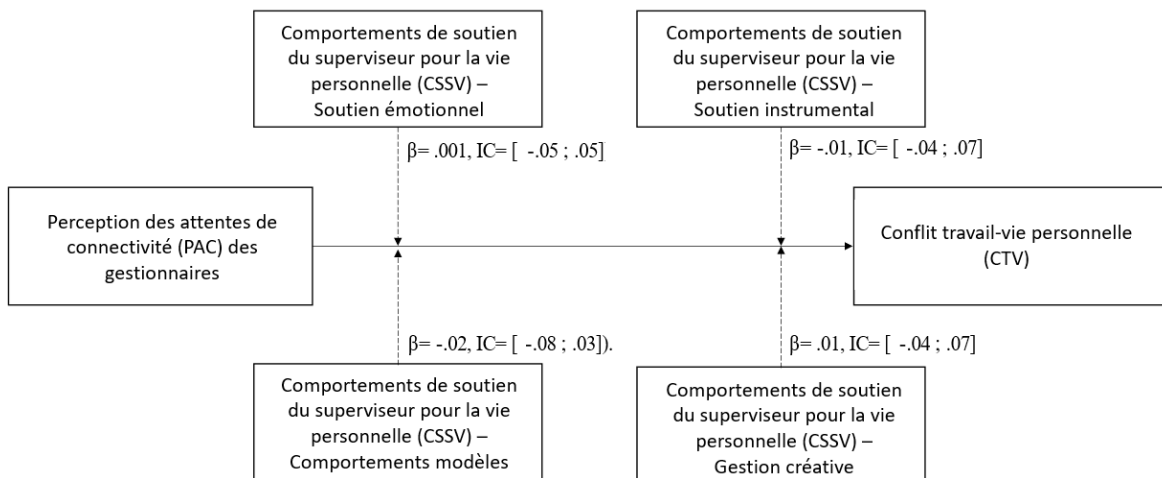 Comportements de soutien
du superviseur pour la vie
personnelle (CSSV) –
Soutien émotionnel
Comportements de soutien
du superviseur pour la vie
personnelle (CSSV) –
Soutien instrumental
β= .001, IC= [ -.05 ; .05]
β= -.01, IC= [ -.04 ; .07]
Perception des attentes de
connectivité (PAC) des
gestionnaires
Conflit travail-vie personnelle
(CTV)
β= -.02, IC= [ -.08 ; .03]).
β= .01, IC= [ -.04 ; .07]
Comportements de soutien
du superviseur pour la vie
personnelle (CSSV) –
Comportements modèles
Comportements de soutien
du superviseur pour la vie
personnelle (CSSV) –
Gestion créative